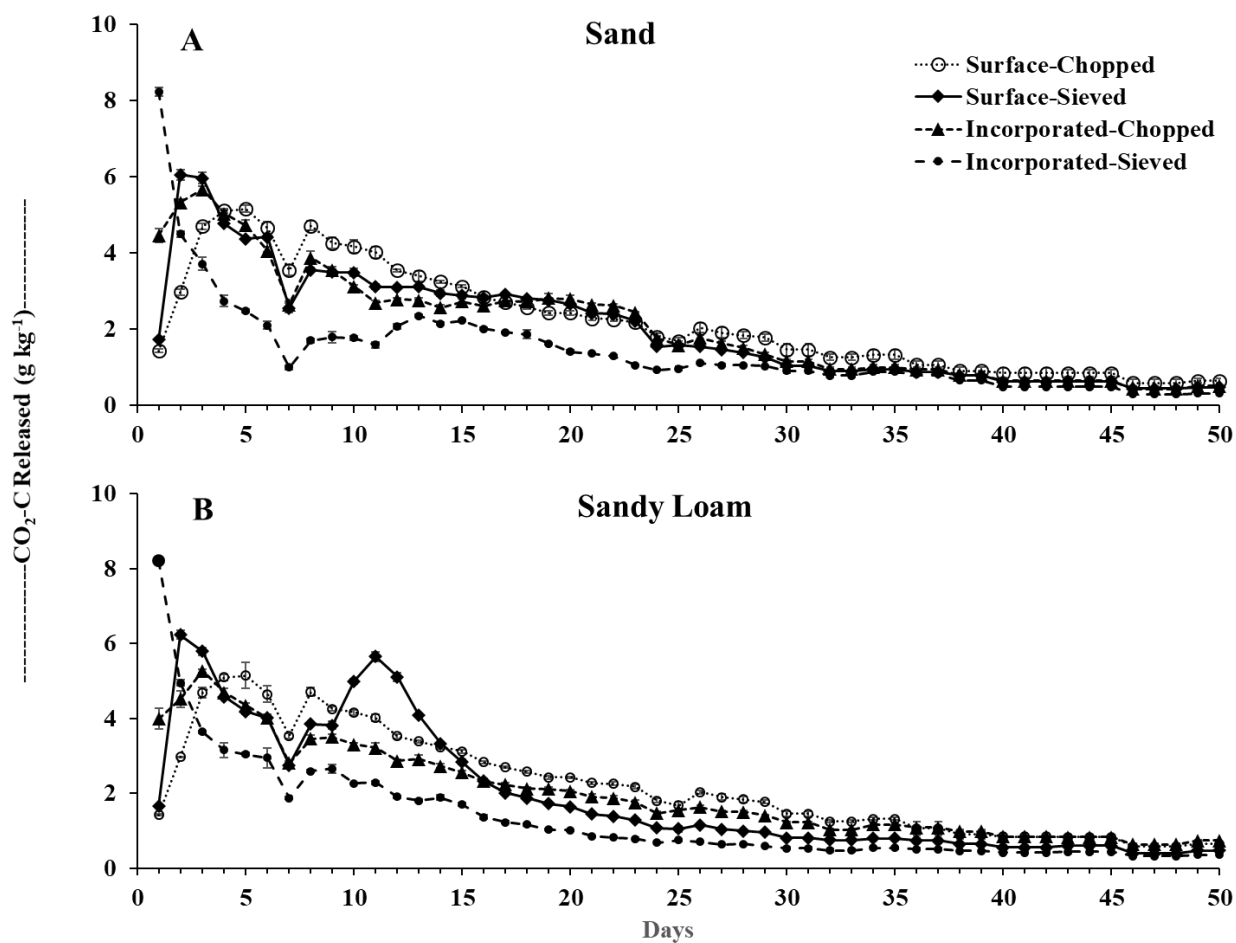 A
Sand
Surface-Chopped
Surface-Sieved
Incorporated-Chopped
Incorporated-Sieved
10
8
6
4
2
0
0 5 10 15 20 25 30 35 40 45 50
B
Sandy Loam
10
8
6
4
2
0
0 5 10 15 20 25 30 35 40 45 50
Days
CO₂-C Released (g kg⁻¹)